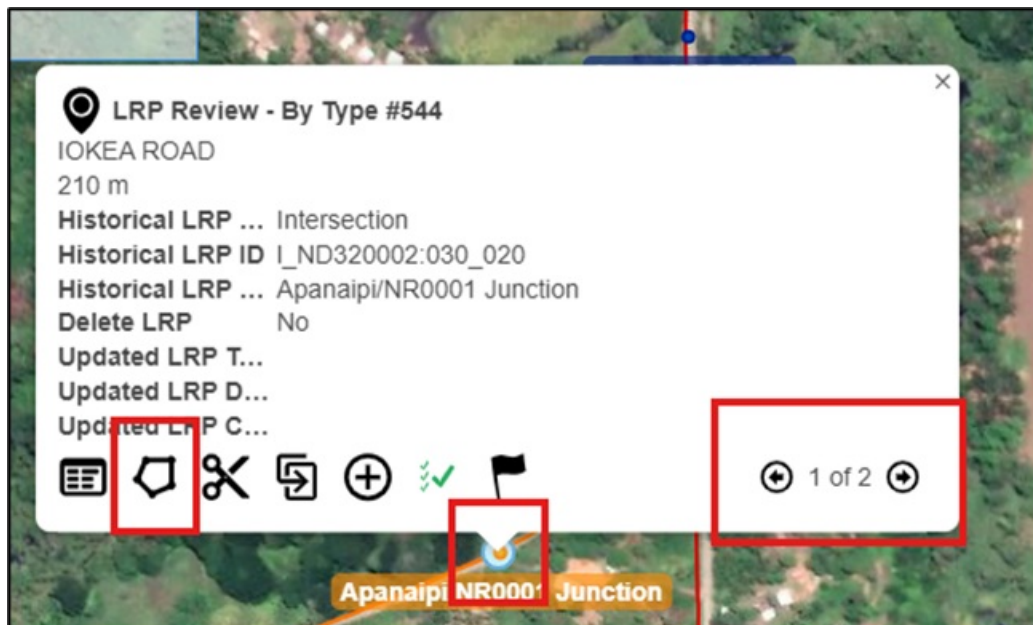 LRP Review - By Type #544
IOKEA ROAD
210 m
Historical LRP ... Intersection
Historical LRP ID I_ND320002:030_020
Historical LRP ... Apanaipi/NR0001 Junction
Delete LRP No
Updated LRP T...
Updated LRP D...
Updated LRP C...
1 of 2
Apanaipi NR0001 Junction